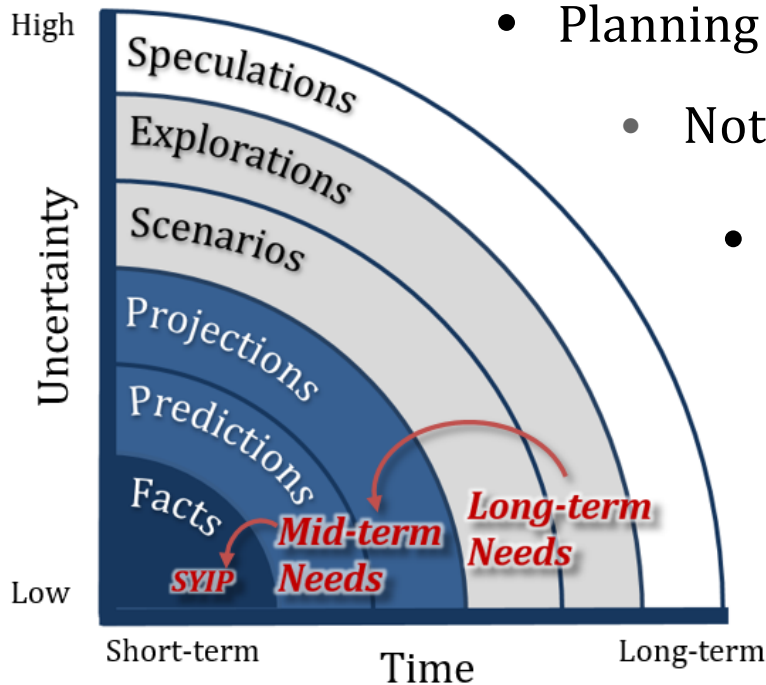 High
• Planning
Speculations
• Not
Explorations
Scenarios
•
Uncertainty
Projections
Predictions
Facts
Long-term
Needs
Mid-term
Needs
SYIP
Low
Short-term
Time
Long-term